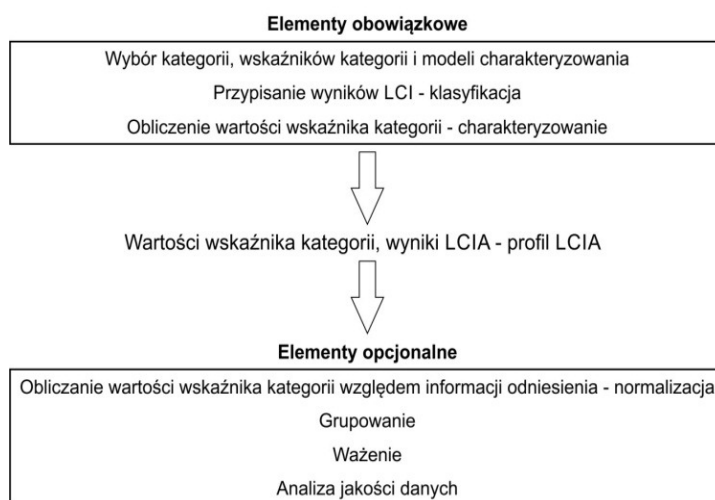 Elementy obowiązkowe
Wybór kategorii, wskaźników kategorii i modeli charakteryzowania
Przypisanie wyników LCI - klasyfikacja
Obliczenie wartości wskaźnika kategorii - charakteryzowanie
Wartości wskaźnika kategorii, wyniki LCIA - profil LCIA
Elementy opcjonalne
Obliczanie wartości wskaźnika kategorii względem informacji odniesienia - normalizacja
Grupowanie
Ważenie
Analiza jakości danych